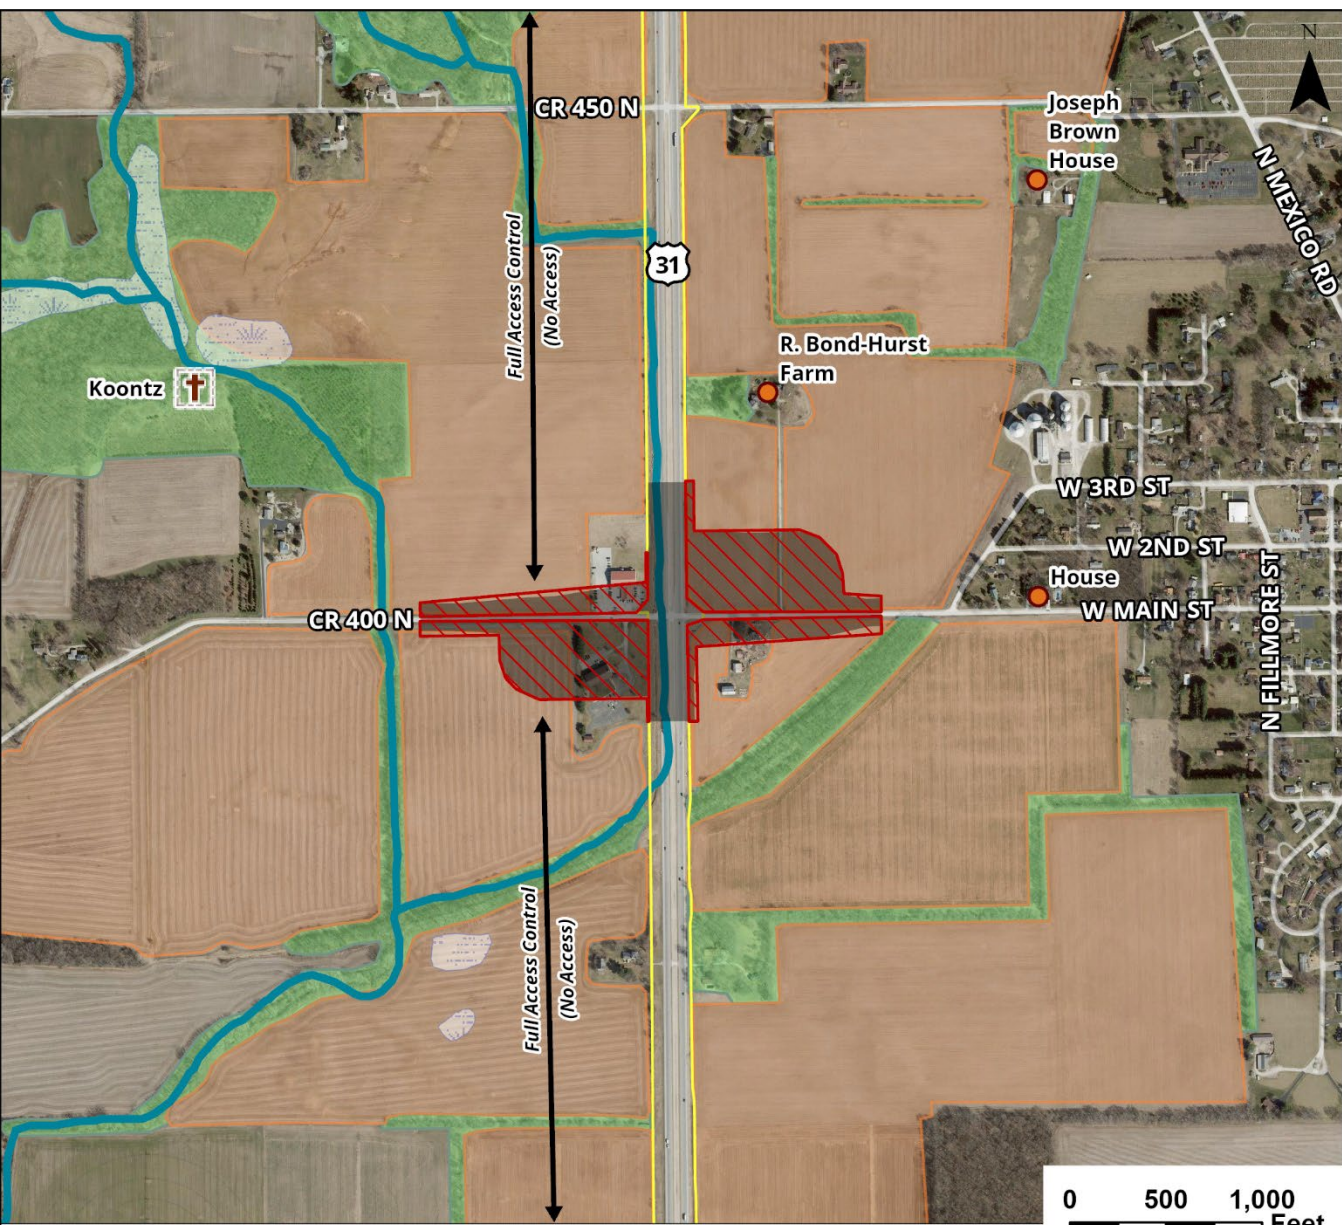 N
CR 450 N
Joseph
Brown
House
N MEXICO RD
Full Access Control
(No Access)
31
R. Bond-Hurst
Farm
Koontz
W 3RD ST
W 2ND ST
House
W MAIN ST
CR 400 N
N FILLMORE ST
Full Access Control
(No Access)
0 500 1,000
Feet